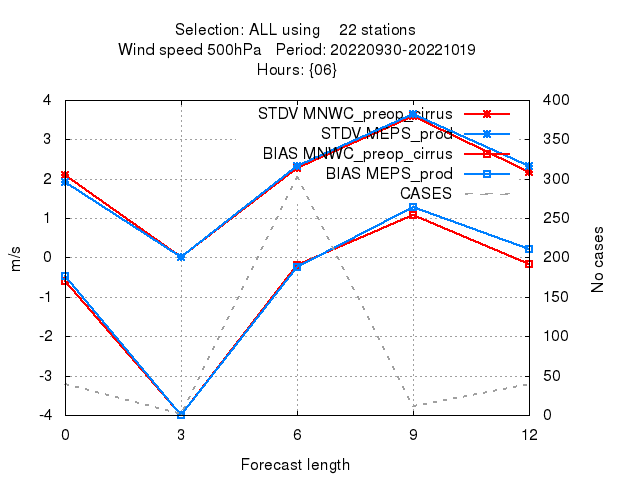 Selection: ALL using 22 stations
Wind speed 500hPa Period: 20220930-20221019
Hours: {06}
STDV MNWC_preop_cirrus
STDV MEPS_prod
BIAS MNWC_preop_cirrus
BIAS MEPS_prod
CASES
4
3
2
1
0
-1
-2
-3
-4
m/s
400
350
300
250
200
150
100
50
0
No cases
0 3 6 9 12
Forecast length